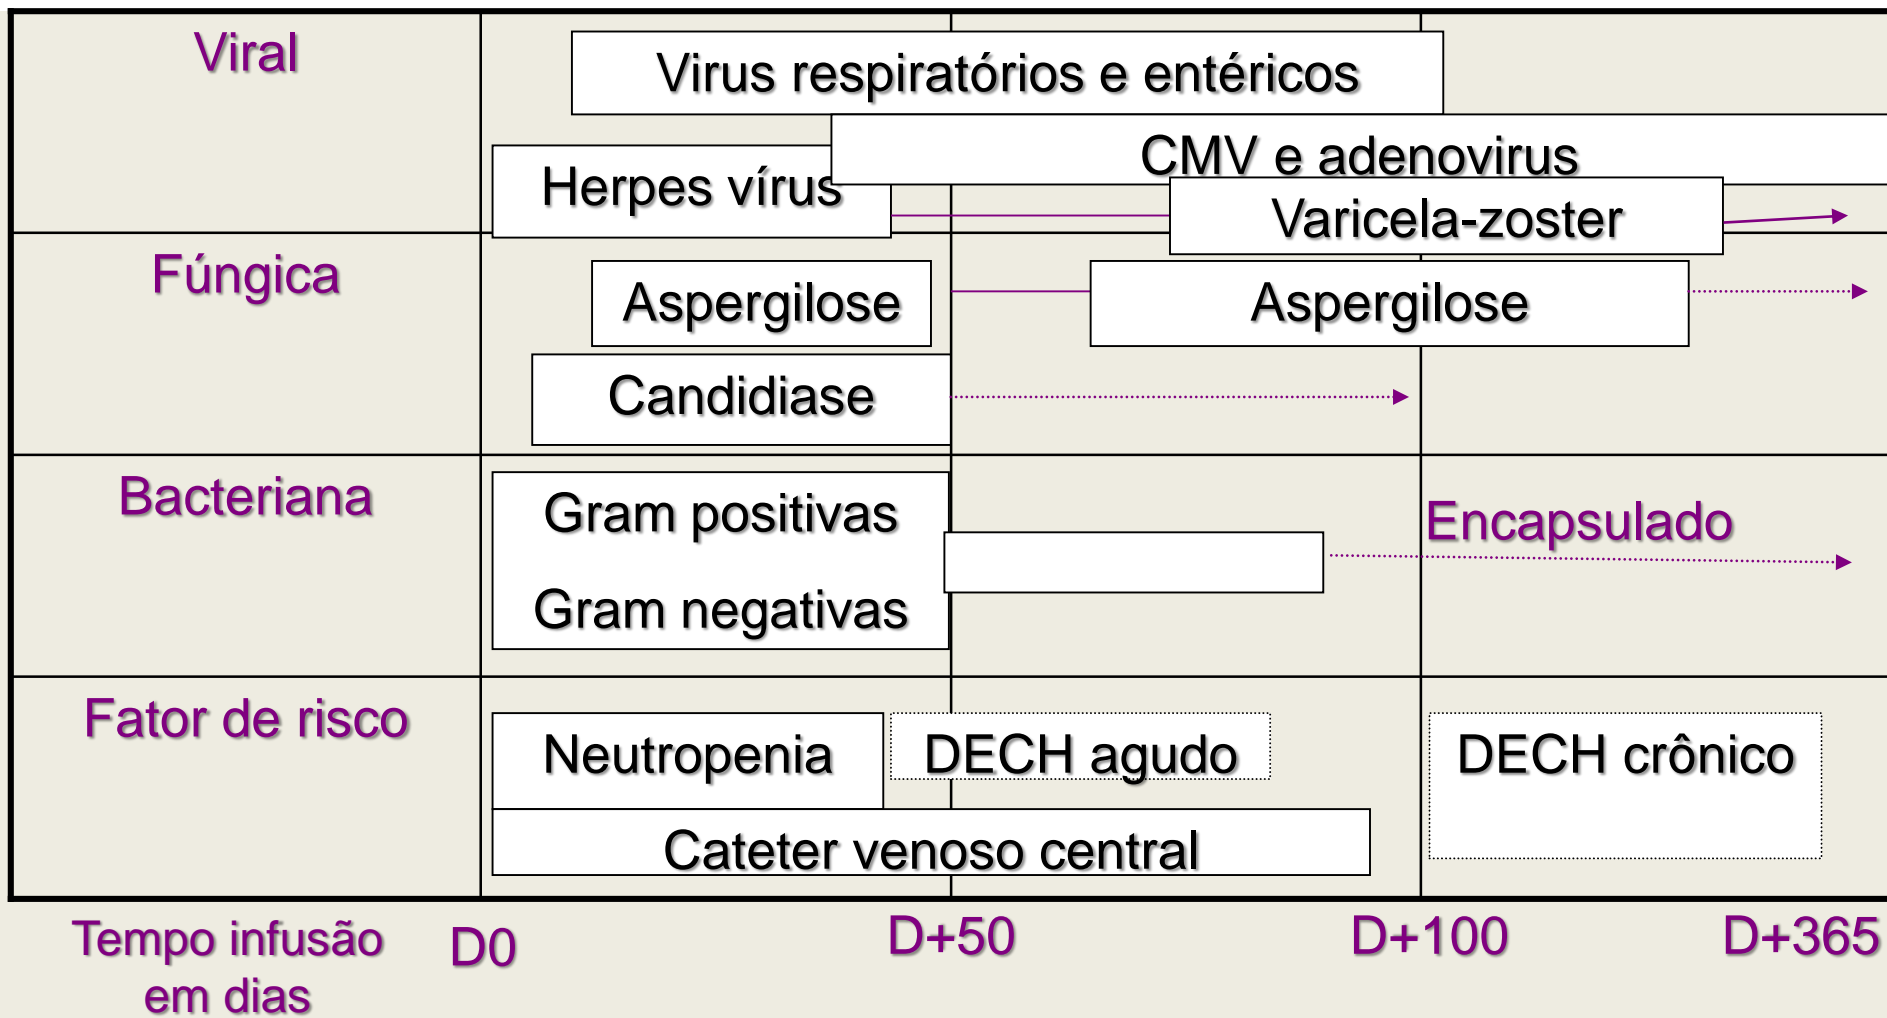 Viral
Virus respiratórios e entéricos
CMV e adenovirus
Herpes vírus
Varicela-zoster
Fúngica
Aspergilose
Aspergilose
Candidiase
Bacteriana
Gram positivas
Encapsulado
Gram negativas
Fator de risco
Neutropenia
DECH agudo
DECH crônico
Cateter venoso central
Tempo infusão
em dias
D0
D+50
D+100
D+365